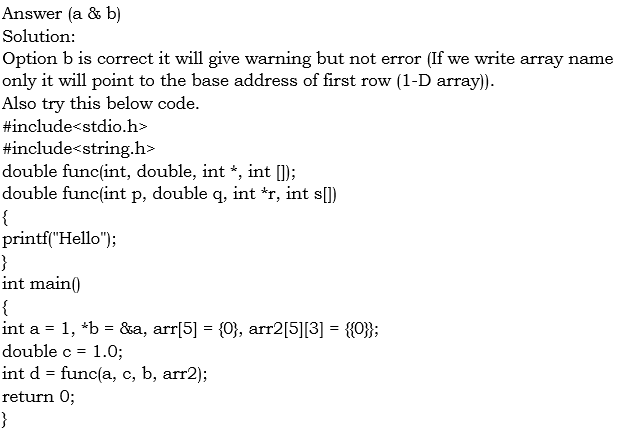 Answer (a & b)
Solution:
Option b is correct it will give warning but not error (If we write array name
only it will point to the base address of first row (1-D array)).
Also try this below code.
#include<stdio.h>
#include<string.h>
double func(int, double, int *, int []);
double func(int p, double q, int *r, int s[])
{
printf("Hello");
}
int main()
{
int a = 1, *b = &a, arr[5] = {0}, arr2[5][3] = {{0}};
double c = 1.0;
int d = func(a, c, b, arr2);
return 0;
}